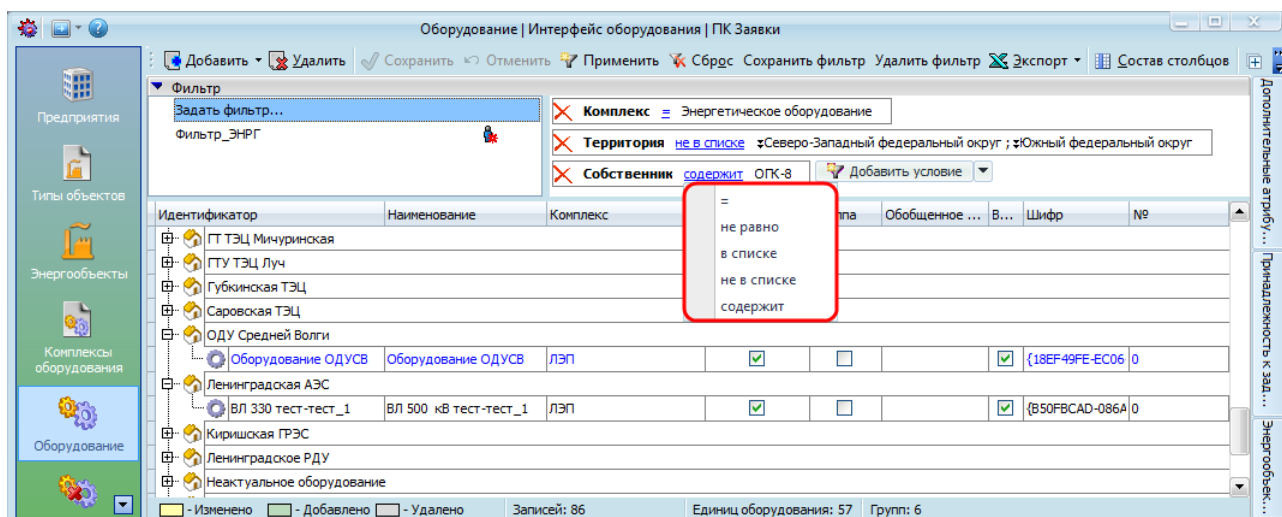 Оборудование | Интерфейс оборудования | ПК Заявки
Добавить Удалить Сохранить Отменить Применить Сброс Сохранить фильтр Удалить фильтр Экспорт Состав столбцов
Фильтр
Задать фильтр...
Фильтр_ЭНРГ
Комплекс = Энергетическое оборудование
Территория не в списке Северо-Западный федеральный округ ; Южный федеральный округ
Собственник содержит ОГК-8 Добавить условие
=
не равно
в списке
не в списке
содержит
Предприятия
Типы объектов
Энергообъекты
Комплексы
оборудования
Оборудование
Идентификатор Наименование Комплекс ппа Обобщенное ... В... Шифр №
ГТ ТЭЦ Мичуринская
ГТУ ТЭЦ Луч
Губкинская ТЭЦ
Саровская ТЭЦ
ОДУ Средней Волги
Оборудование ОДУСВ Оборудование ОДУСВ ЛЭП {18EF49FE-EC06 0
Ленинградская АЭС
ВЛ 330 тест-тест_1 ВЛ 500 кВ тест-тест_1 ЛЭП {B50FBCAD-086A 0
Киришская ГРЭС
Ленинградское РДУ
Неактуальное оборудование
- Изменено - Добавлено - Удалено Записей: 86 Единиц оборудования: 57 Групп: 6
Дополнительные атрибу...
Принадлежность к зад...
Энергообъек...